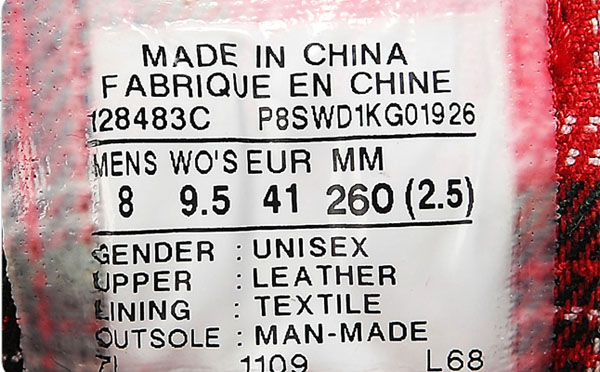 MADE IN CHINA
FABRIQUE EN CHINE
128483C P8SWD1KG01926
MENS WO'S EUR MM
8 9.5 41 260 (2.5)
GENDER : UNISEX
UPPER : LEATHER
LINING : TEXTILE
OUTSOLE : MAN-MADE
1109 L68